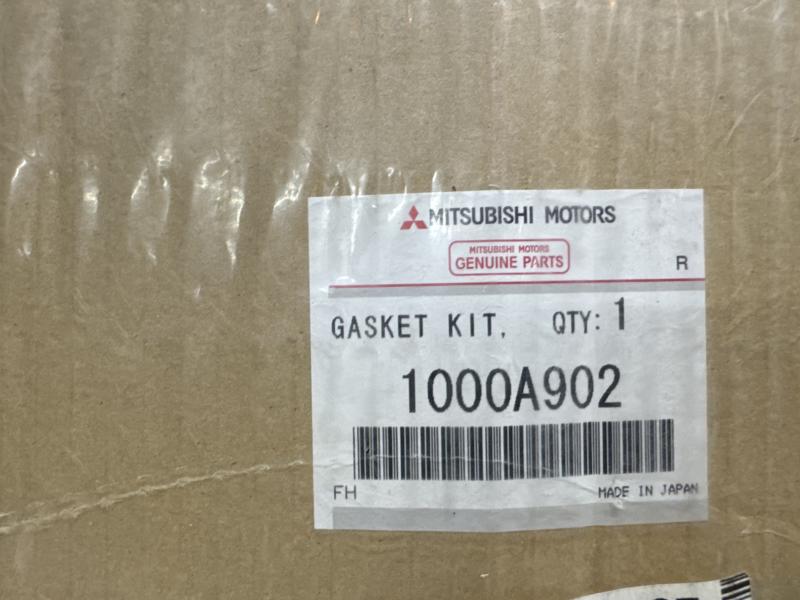 MITSUBISHI MOTORS
MITSUBISHI MOTORS
GENUINE PARTS
R
GASKET KIT, QTY: 1
1000A902
FH MADE IN JAPAN